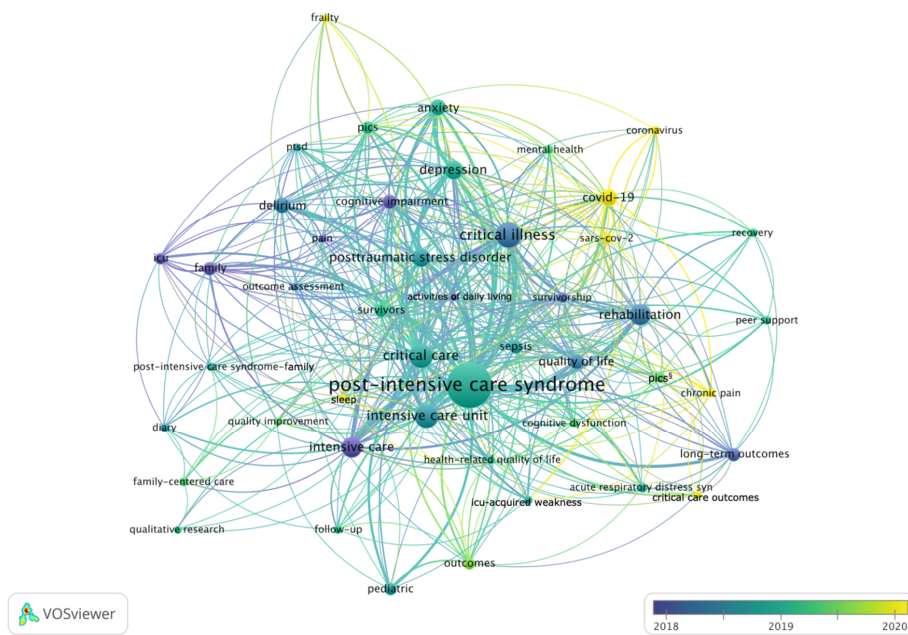 frailty
anxiety
pics
coronavirus
ptsd
mental health
depression
covid-19
cognitive impairment
delirium
recovery
critical illness
pain
sars-cov-2
icu
posttraumatic stress disorder
family
outcome assessment
activities of daily living
survivorship
survivors
rehabilitation
peer support
sepsis
critical care
quality of life
post-intensive care syndrome-family
pics§
post-intensive care syndrome
chronic pain
sleep
intensive care unit
quality improvement
cognitive dysfunction
diary
intensive care
long-term outcomes
health-related quality of life
family-centered care
acute respiratory distress syn
critical care outcomes
icu-acquired weakness
qualitative research
follow-up
outcomes
pediatric
VOSviewer
2018 2019 2020